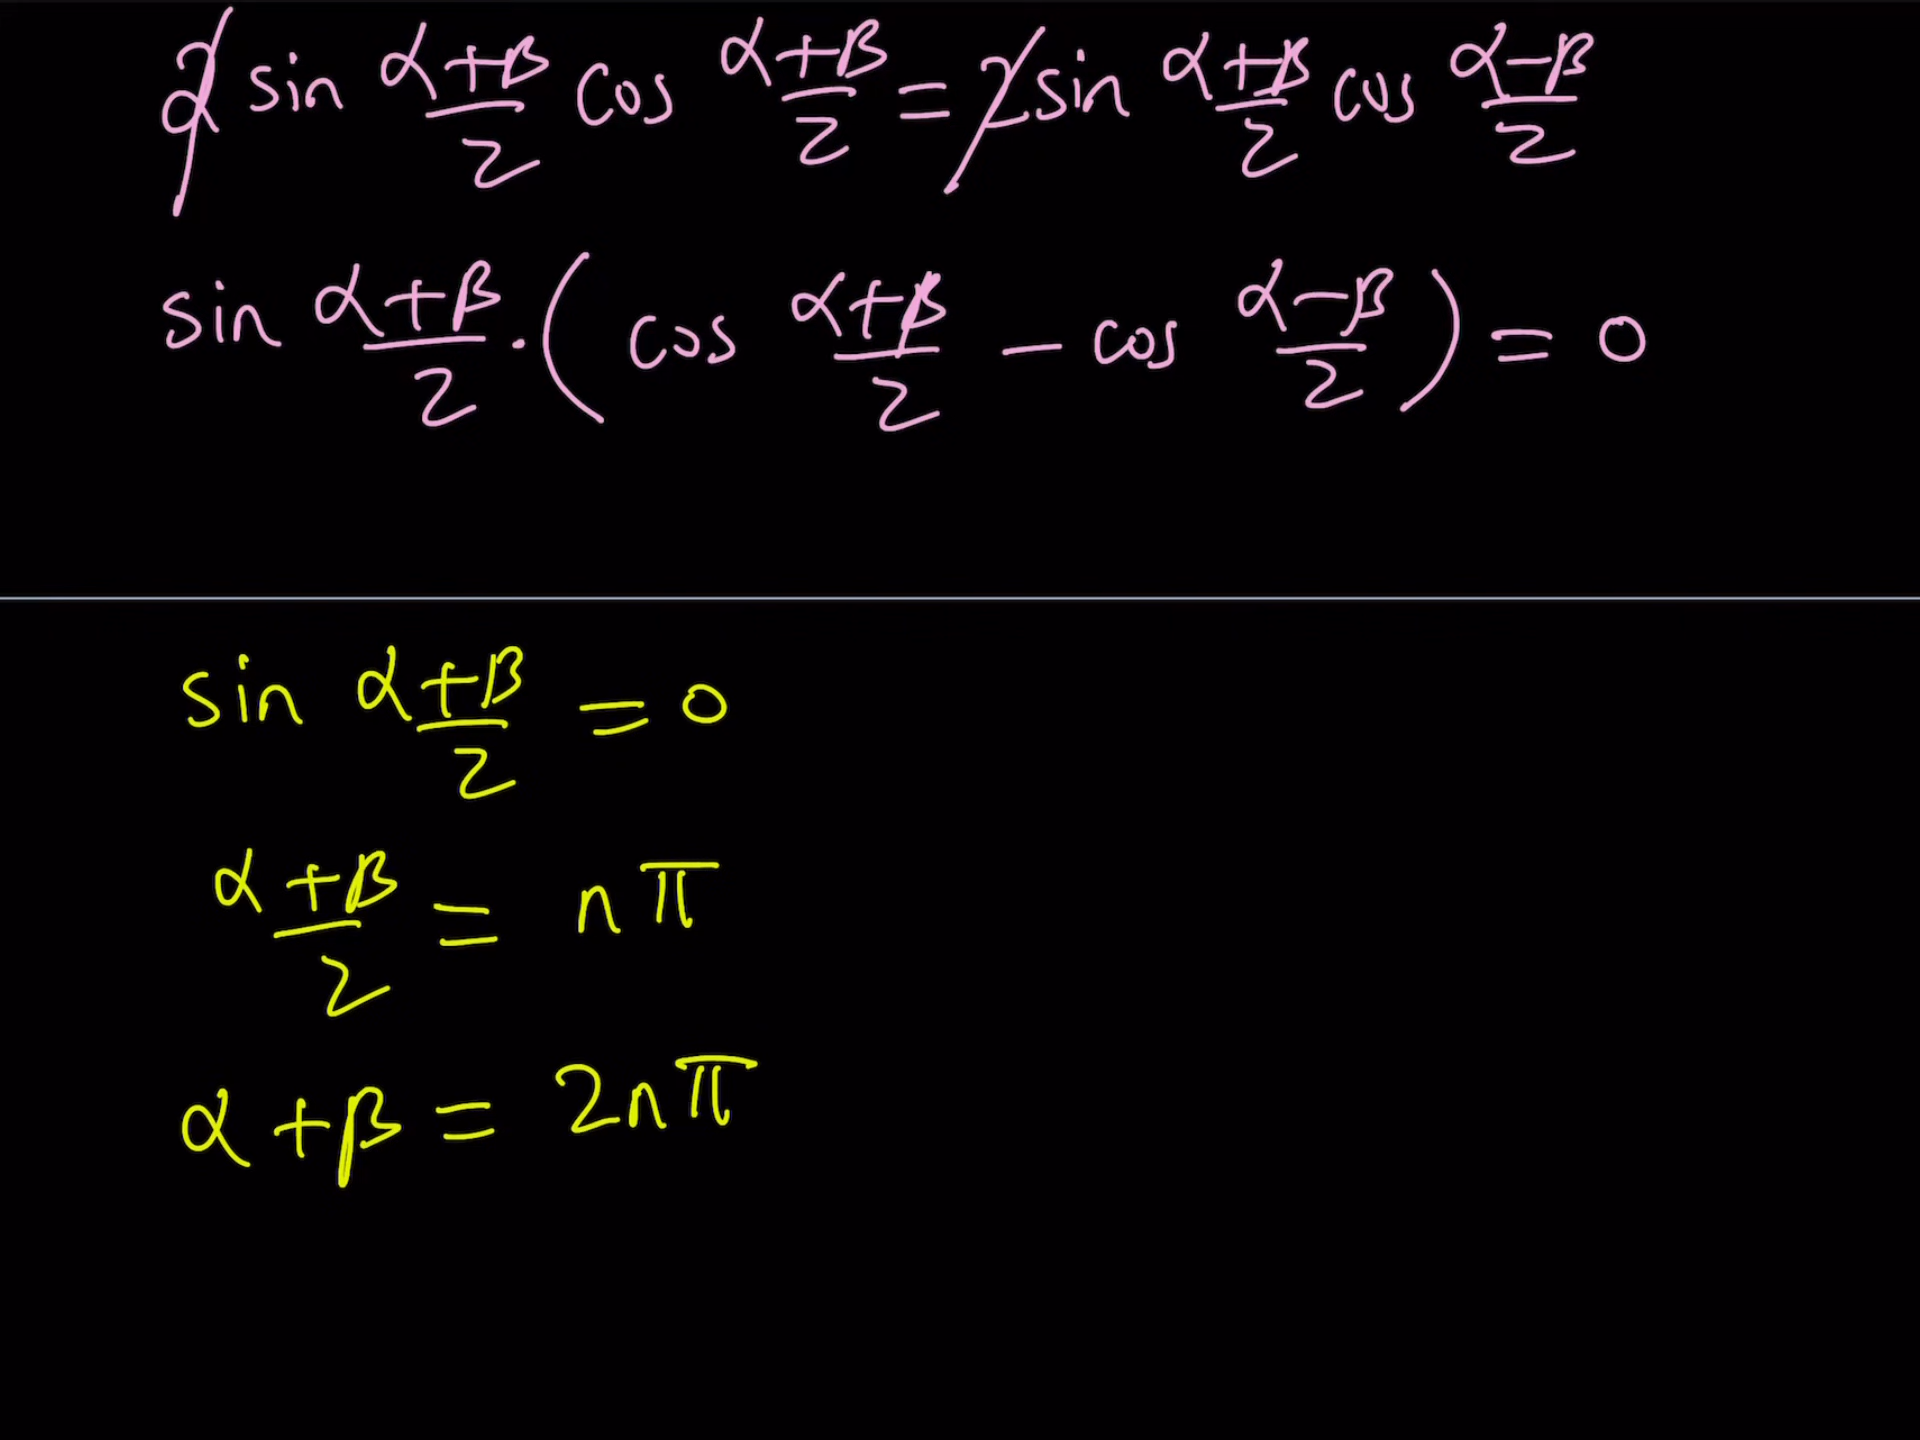 2 sin (α+β)/2 cos (α+β)/2 = 2 sin (α+β)/2 cos (α-β)/2
sin (α+β)/2 · ( cos (α+β)/2 - cos (α-β)/2 ) = 0
sin (α+β)/2 = 0
(α+β)/2 = nπ
α+β = 2nπ